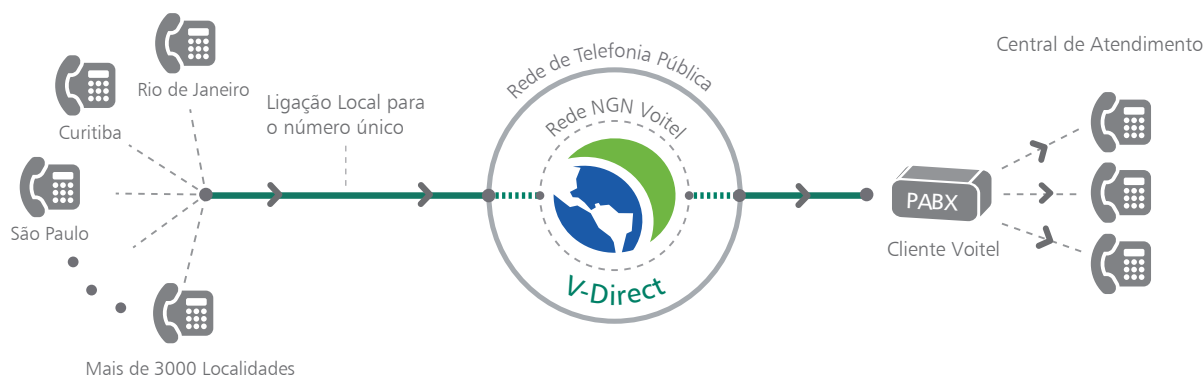 Rio de Janeiro
Curitiba
São Paulo
Mais de 3000 Localidades
Ligação Local para
o número único
Rede de Telefonia Pública
Rede NGN Voitel
V-Direct
PABX
Cliente Voitel
Central de Atendimento